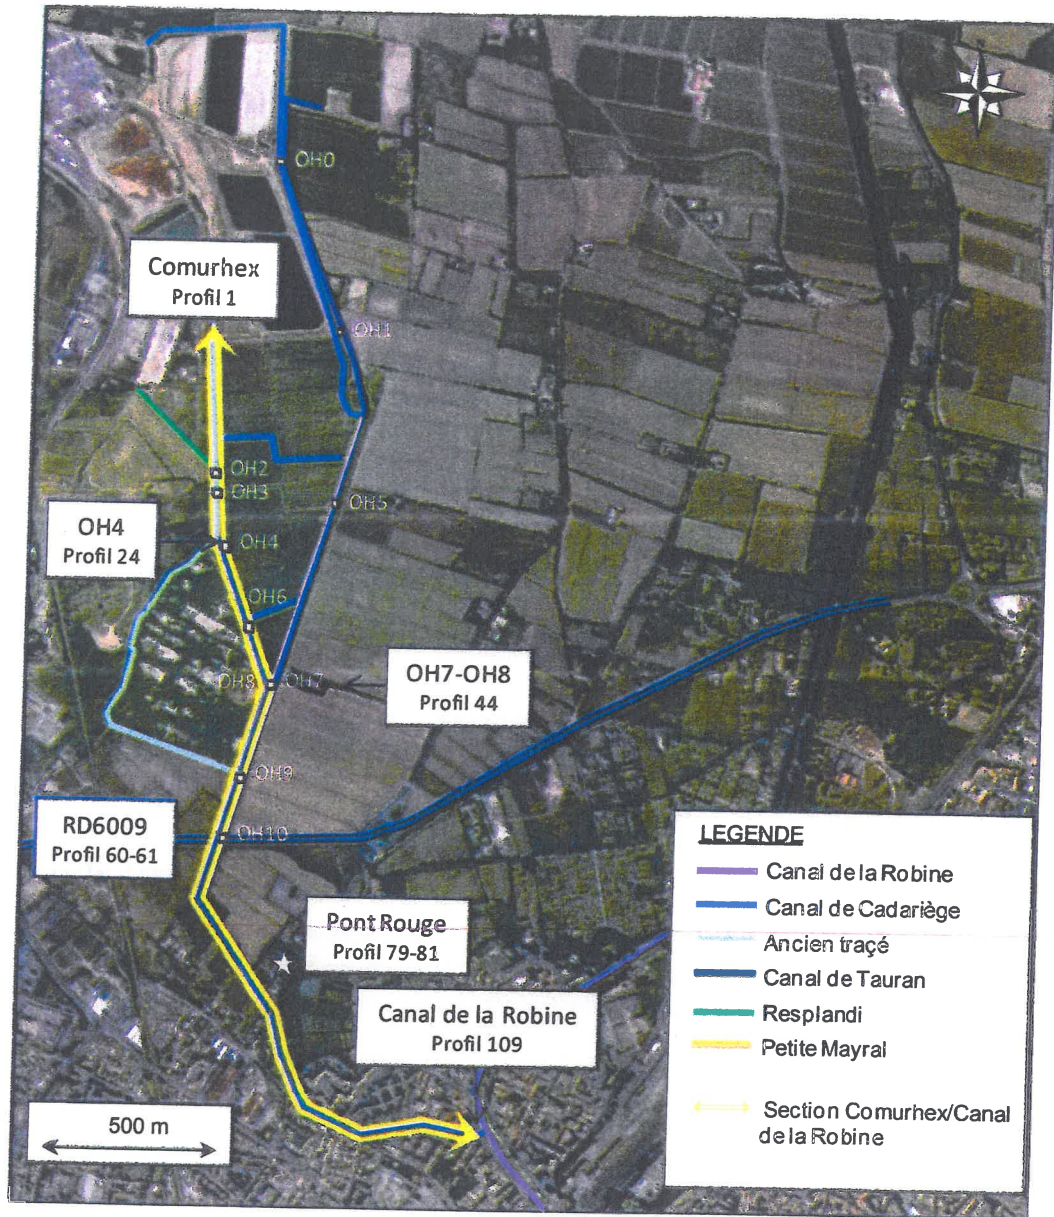 OH0
Comurhex
Profil 1
OH1
OH2
OH3
OH5
OH4
Profil 24
OH4
OH6
OH8
OH7
OH7-OH8
Profil 44
OH9
RD6009
Profil 60-61
OH10
Pont Rouge
Profil 79-81
Canal de la Robine
Profil 109
500 m
LEGENDE
Canal de la Robine
Canal de Cadariège
Ancien traçé
Canal de Tauran
Resplandi
Petite Mayral
Section Comurhex/Canal
de la Robine